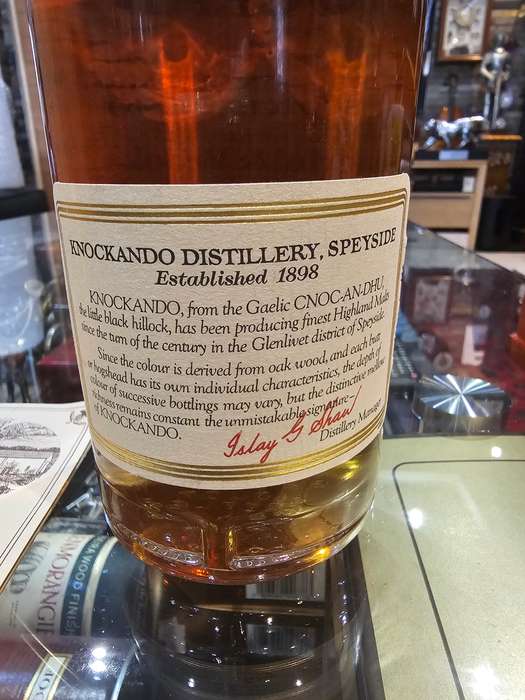 KNOCKANDO DISTILLERY, SPEYSIDE
Established 1898
KNOCKANDO, from the Gaelic CNOC-AN-DHU,
the little black hillock, has been producing finest Highland Malts
since the turn of the century in the Glenlivet district of Speyside.
Since the colour is derived from oak wood, and each butt
or hogshead has its own individual characteristics, the depth of
colour of successive bottlings may vary, but the distinctive mellow
richness remains constant - the unmistakable signature
of KNOCKANDO.
Islay G Shaw
Distillery Manager
AMORANGI
WOOD FINIS